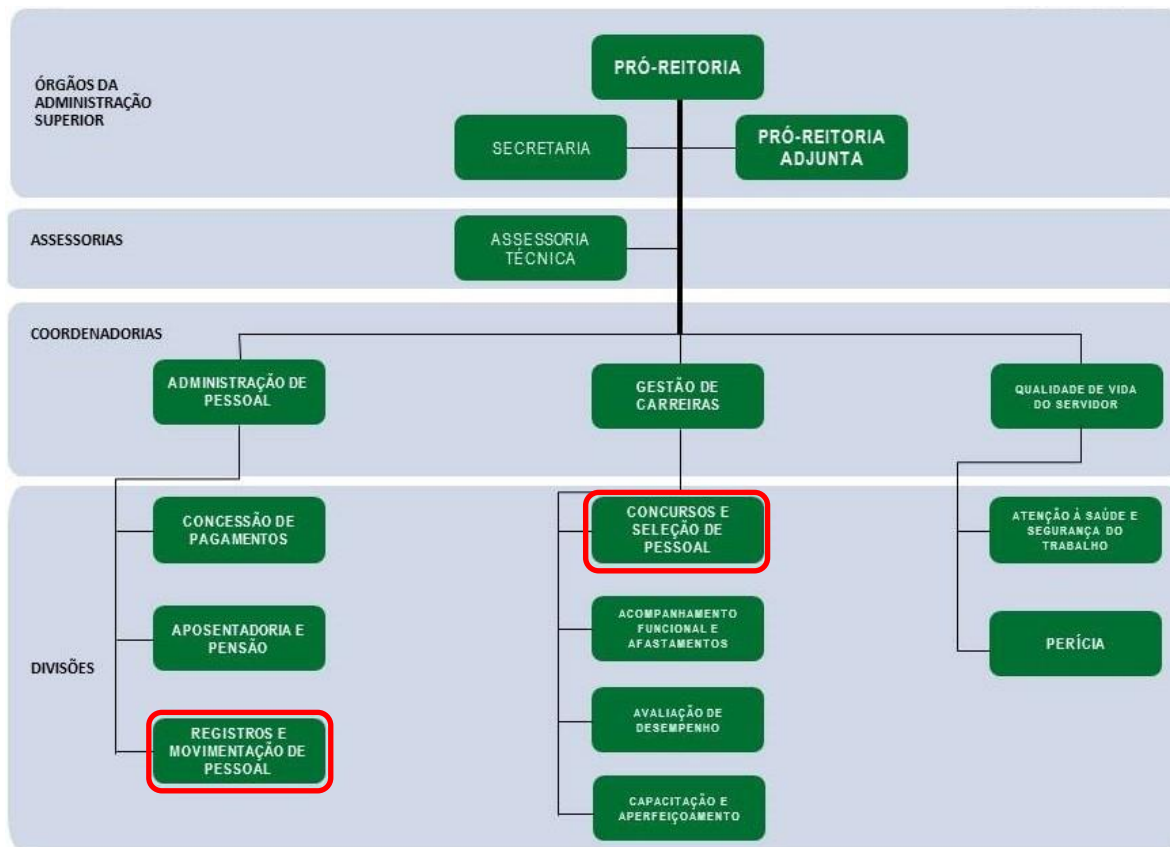 ÓRGÃOS DA
ADMINISTRAÇÃO
SUPERIOR
PRÓ-REITORIA
SECRETARIA
PRÓ-REITORIA
ADJUNTA
ASSESSORIAS
ASSESSORIA
TÉCNICA
COORDENADORIAS
ADMINISTRAÇÃO DE
PESSOAL
GESTÃO DE
CARREIRAS
QUALIDADE DE VIDA
DO SERVIDOR
DIVISÕES
CONCESSÃO DE
PAGAMENTOS
APOSENTADORIA E
PENSÃO
REGISTROS E
MOVIMENTAÇÃO DE
PESSOAL
CONCURSOS E
SELEÇÃO DE
PESSOAL
ACOMPANHAMENTO
FUNCIONAL E
AFASTAMENTOS
AVALIAÇÃO DE
DESEMPENHO
CAPACITAÇÃO E
APERFEIÇOAMENTO
ATENÇÃO À SAÚDE E
SEGURANÇA DO
TRABALHO
PERÍCIA